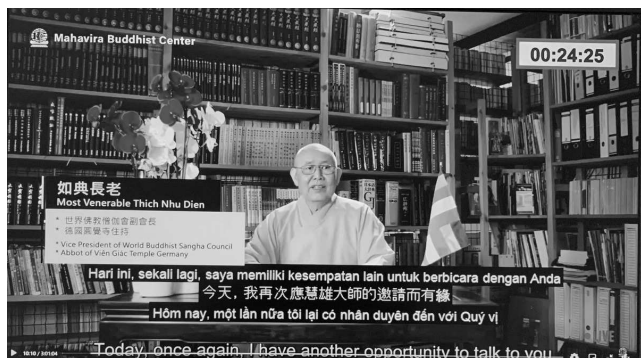 Mahavira Buddhist Center
00:24:25
如典長老
Most Venerable Thich Nhu Dien
* 世界佛教僧伽會副會長
* 德國圓覺寺住持
* Vice President of World Buddhist Sangha Council
* Abbot of Viên Giác Temple Germany
Hari ini, sekali lagi, saya memiliki kesempatan lain untuk berbicara dengan Anda
今天，我再次應慧雄大師的邀請而有緣
Hôm nay, một lần nữa tôi lại có nhân duyên đến với Quý vị
Today, once again, I have another opportunity to talk to you
10:10 / 3:01:04